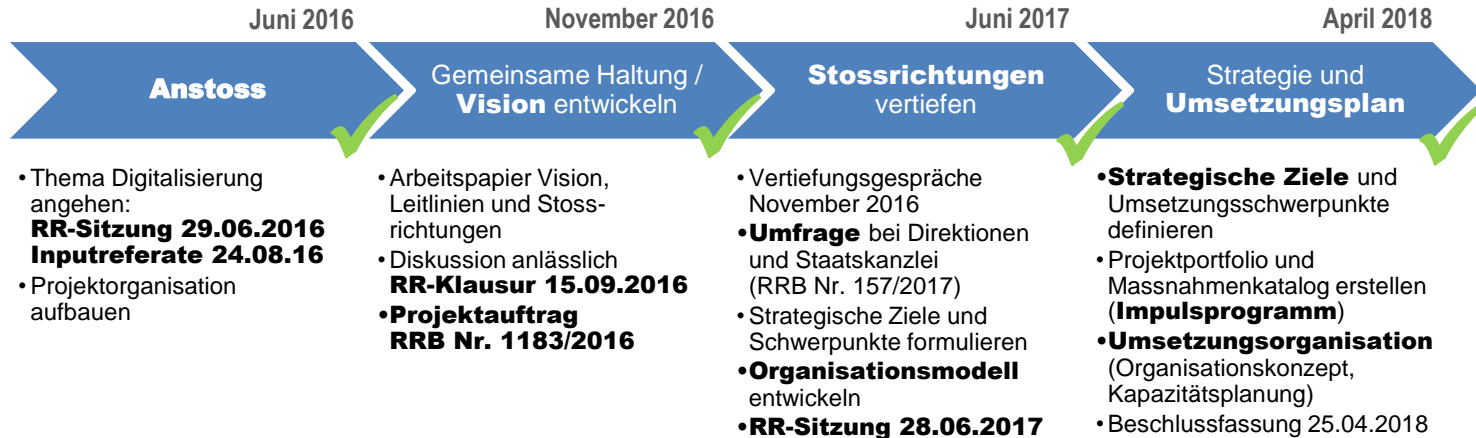 Juni 2016
November 2016
Juni 2017
April 2018
Anstoss
Gemeinsame Haltung /
Vision entwickeln
Stossrichtungen
vertiefen
Strategie und
Umsetzungsplan
• Thema Digitalisierung
angehen:
RR-Sitzung 29.06.2016
Inputreferate 24.08.16
• Projektorganisation
aufbauen
• Arbeitspapier Vision,
Leitlinien und Stoss-
richtungen
• Diskussion anlässlich
RR-Klausur 15.09.2016
• Projektauftrag
RRB Nr. 1183/2016
• Vertiefungsgespräche
November 2016
• Umfrage bei Direktionen
und Staatskanzlei
(RRB Nr. 157/2017)
• Strategische Ziele und
Schwerpunkte formulieren
• Organisationsmodell
entwickeln
• RR-Sitzung 28.06.2017
• Strategische Ziele und
Umsetzungsschwerpunkte
definieren
• Projektportfolio und
Massnahmenkatalog erstellen
(Impulsprogramm)
• Umsetzungsorganisation
(Organisationskonzept,
Kapazitätsplanung)
• Beschlussfassung 25.04.2018